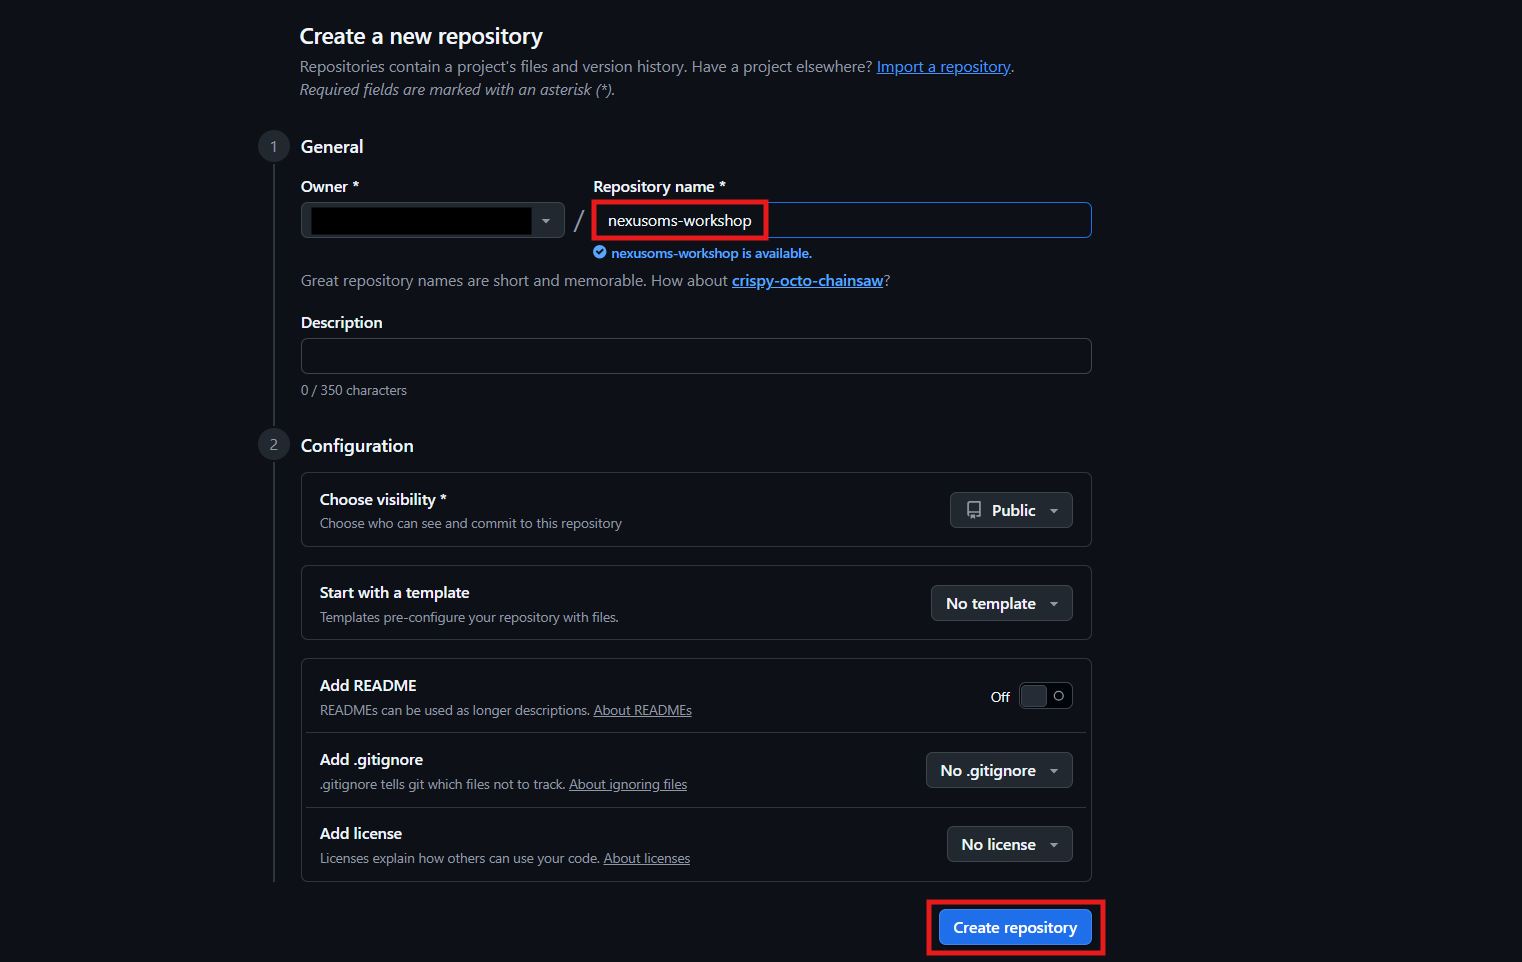 Create a new repository
Repositories contain a project's files and version history. Have a project elsewhere? Import a repository.
Required fields are marked with an asterisk (*).
1
General
Owner *
Repository name *
/
nexusoms-workshop
nexusoms-workshop is available.
Great repository names are short and memorable. How about crispy-octo-chainsaw?
Description
0 / 350 characters
2
Configuration
Choose visibility *
Choose who can see and commit to this repository
Public
Start with a template
Templates pre-configure your repository with files.
No template
Add README
READMEs can be used as longer descriptions. About READMEs
Off
Add .gitignore
.gitignore tells git which files not to track. About ignoring files
No .gitignore
Add license
Licenses explain how others can use your code. About licenses
No license
Create repository